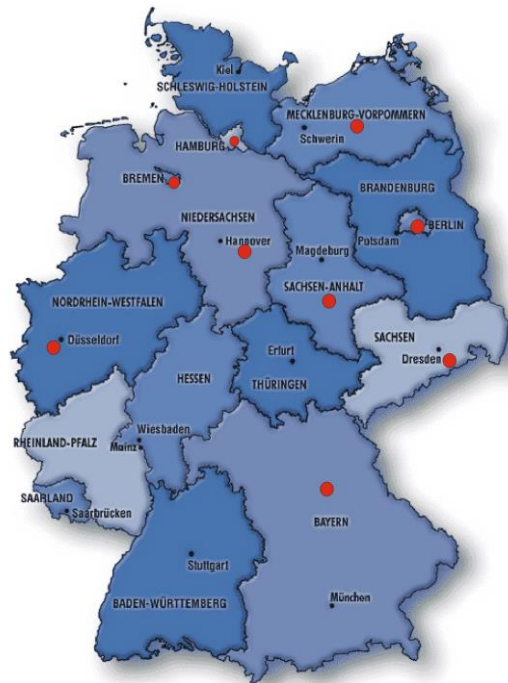 Kiel
SCHLESWIG-HOLSTEIN
MECKLENBURG-VORPOMMERN
Schwerin
HAMBURG
BREMEN
BRANDENBURG
NIEDERSACHSEN
BERLIN
Hannover
Potsdam
Magdeburg
SACHSEN-ANHALT
NORDRHEIN-WESTFALEN
Düsseldorf
SACHSEN
Dresden
Erfurt
THÜRINGEN
HESSEN
Wiesbaden
RHEINLAND-PFALZ
Mainz
SAARLAND
Saarbrücken
BAYERN
Stuttgart
München
BADEN-WÜRTTEMBERG